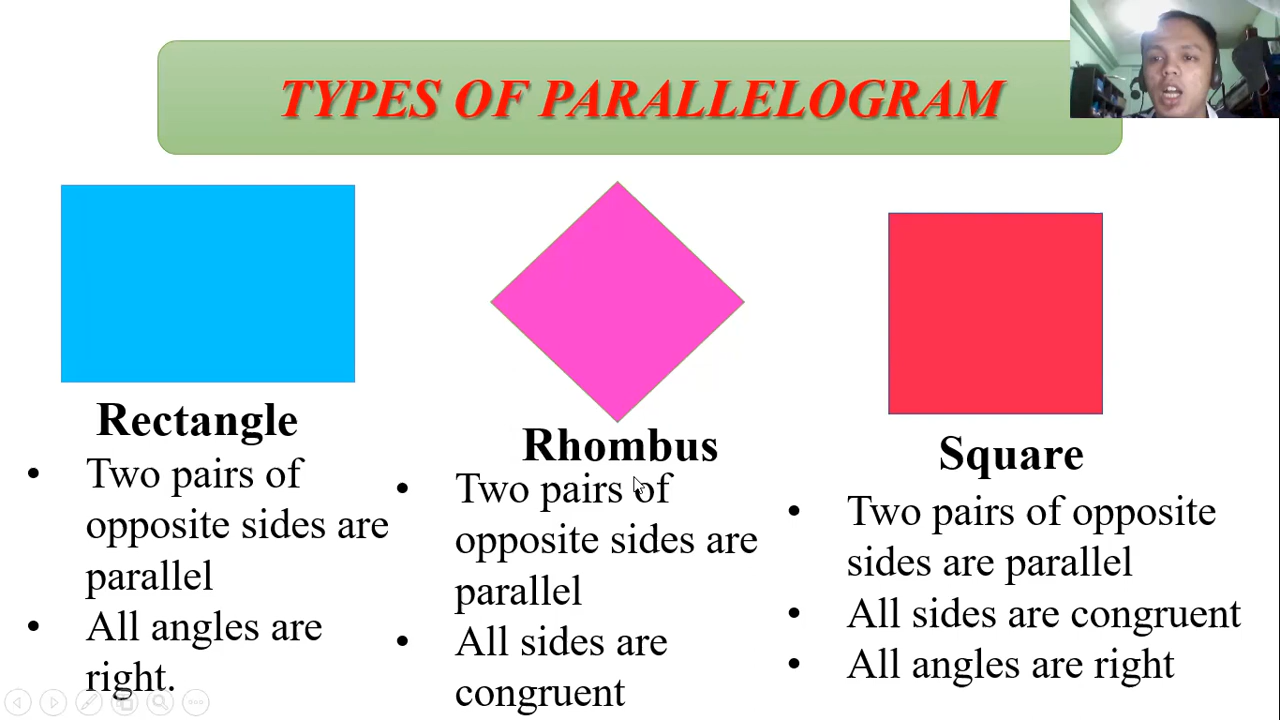 TYPES OF PARALLELOGRAM
Rectangle
• Two pairs of
opposite sides are
parallel
• All angles are
right.
Rhombus
• Two pairs of
opposite sides are
parallel
• All sides are
congruent
Square
• Two pairs of opposite
sides are parallel
• All sides are congruent
• All angles are right